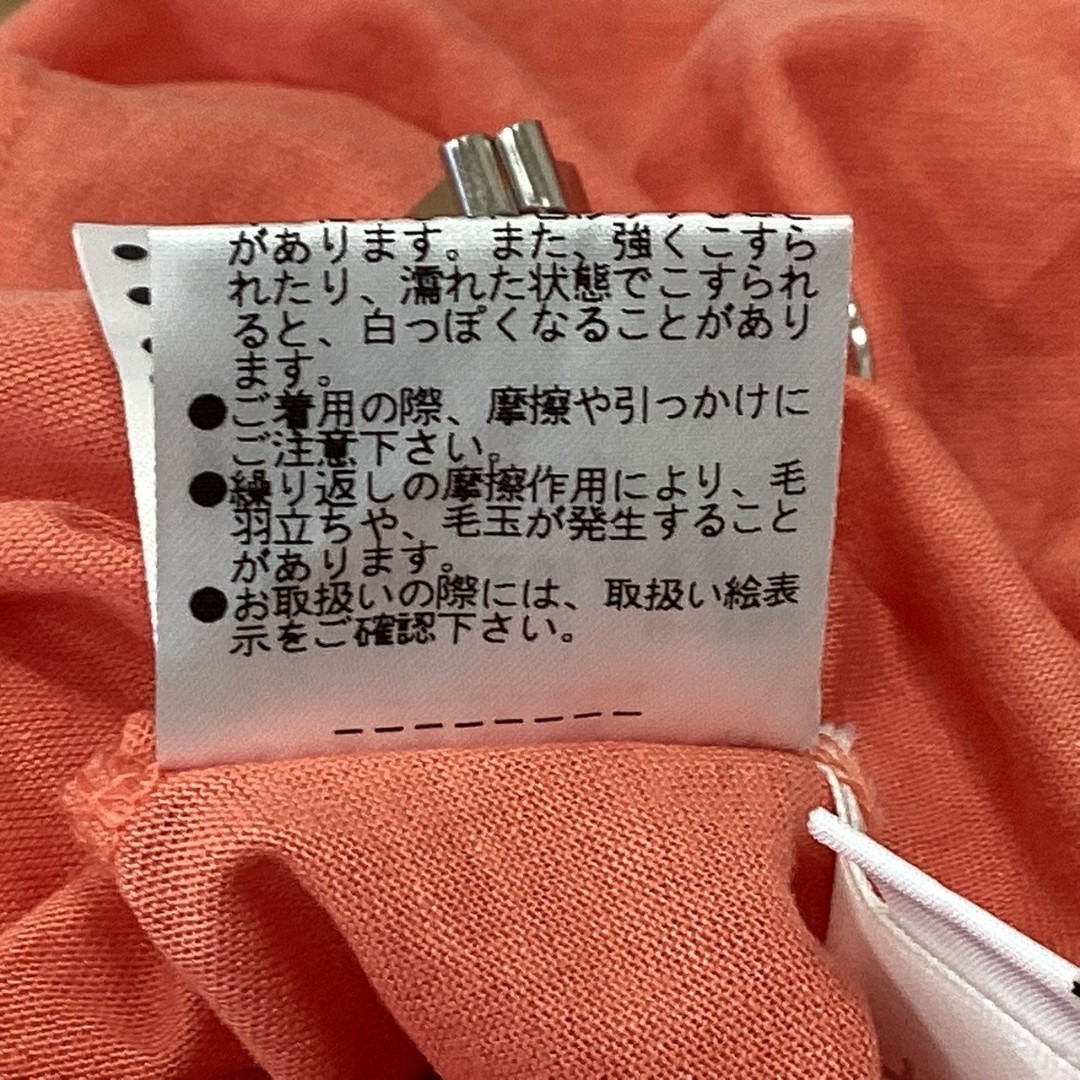 があります。また、強くこすら
れたり、濡れた状態でこすられ
ると、白っぽくなることがあり
ます。
●ご着用の際、摩擦や引っかけに
ご注意下さい。
●繰り返しの摩擦作用により、毛
羽立ちや、毛玉が発生すること
があります。
●お取扱いの際には、取扱い絵表
示をご確認下さい。